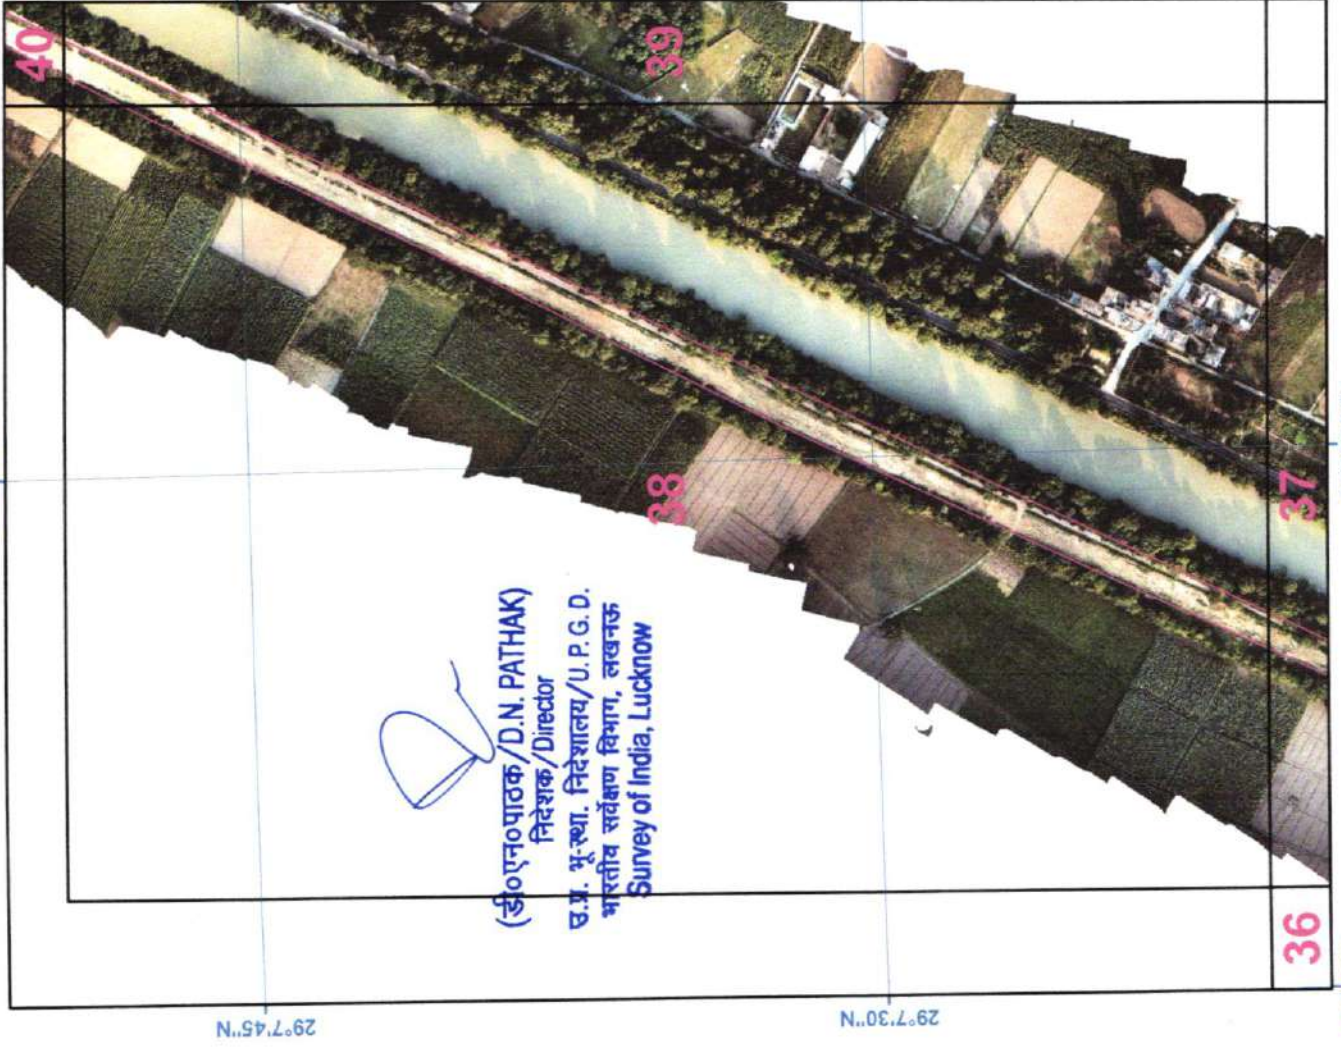 40
39
38
37
36
(डी०एन०पाठक/D.N. PATHAK)
निदेशक/Director
उ.प्र. भू-स्था. निदेशालय/U.P.G.D.
भारतीय सर्वेक्षण विभाग, लखनऊ
Survey of India, Lucknow
29°7'45"N
29°7'30"N